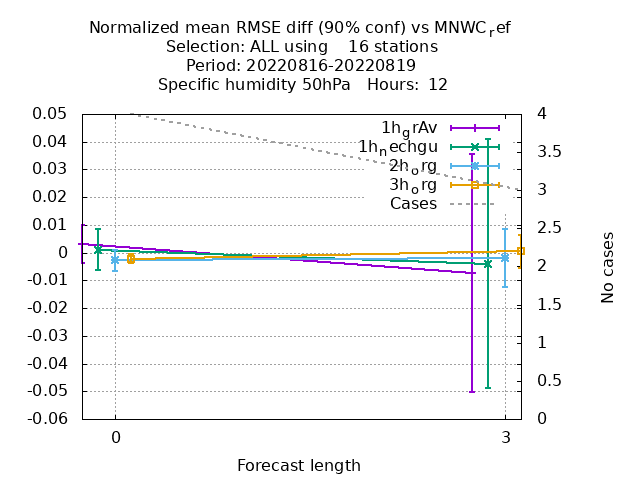 Normalized mean RMSE diff (90% conf) vs MNWC_ref
Selection: ALL using    16 stations
Period: 20220816-20220819
Specific humidity 50hPa   Hours:  12
0.05
0.04
0.03
0.02
0.01
0
-0.01
-0.02
-0.03
-0.04
-0.05
-0.06
4
3.5
3
2.5
2
1.5
1
0.5
0
1h_grAv
1h_nechgu
2h_org
3h_org
Cases
No cases
0
3
Forecast length